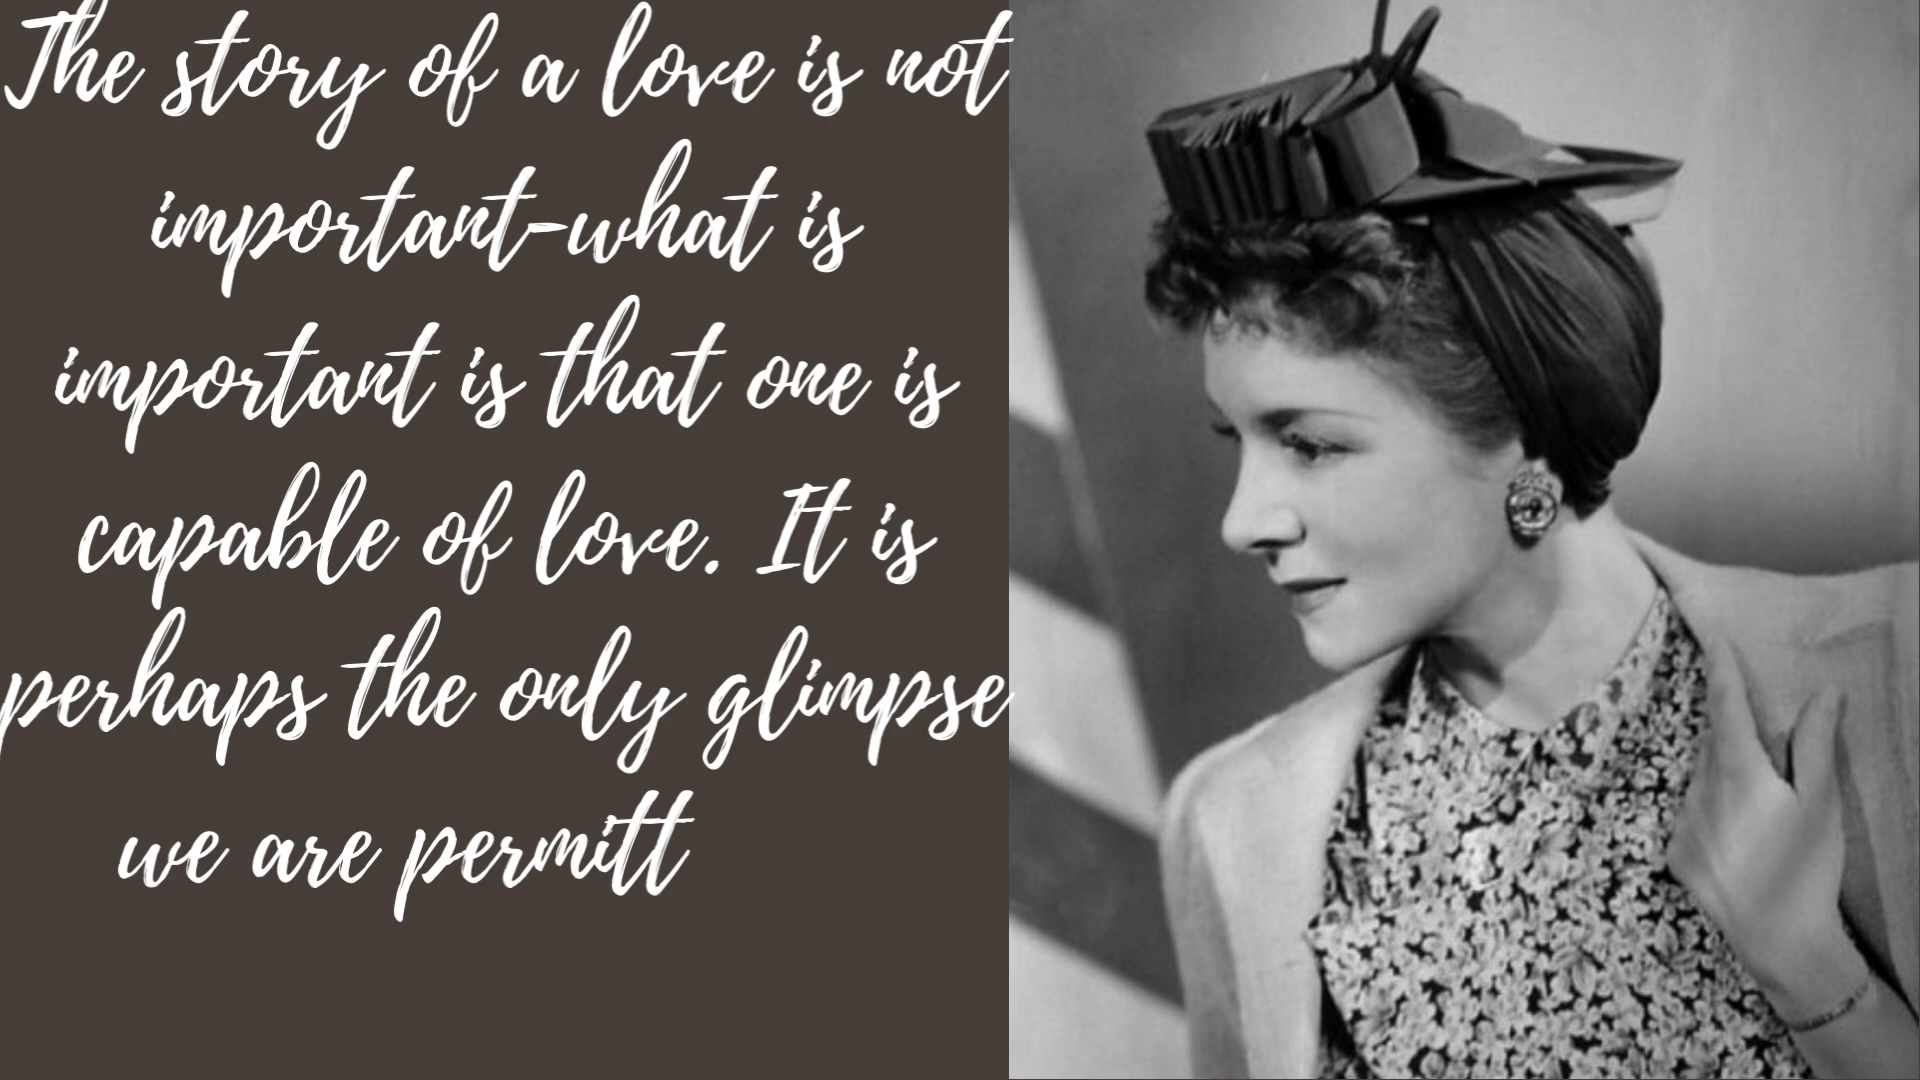 The story of a love is not
important-what is
important is that one is
capable of love. It is
perhaps the only glimpse
we are permitt